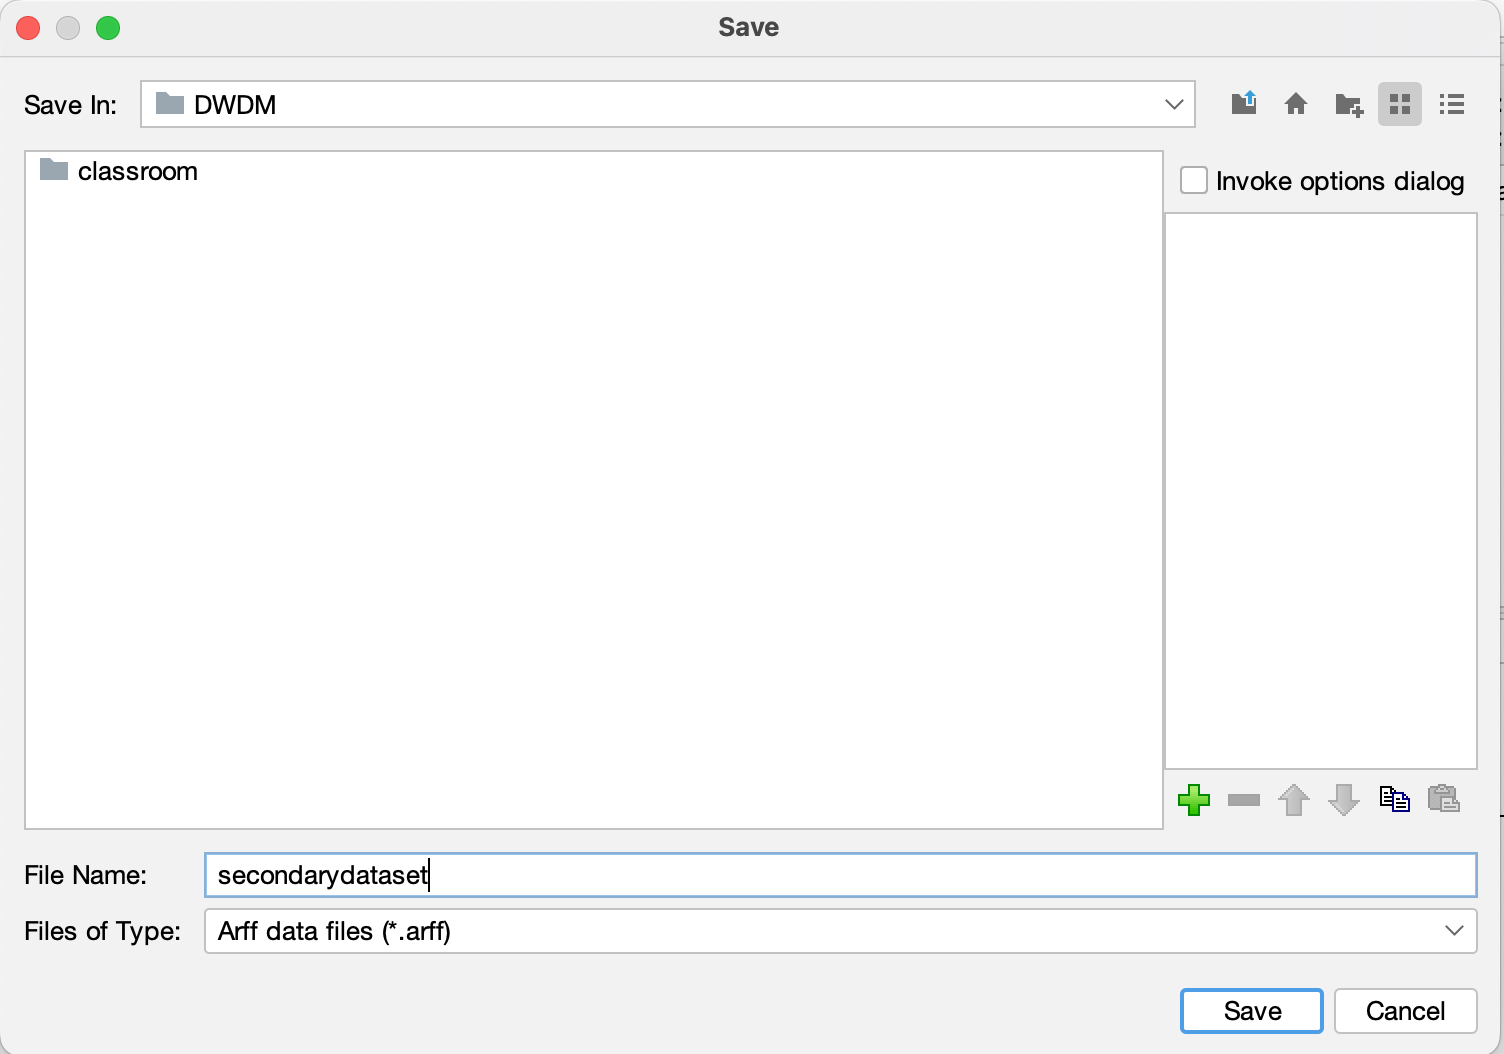 Save
Save In: DWDM
classroom
Invoke options dialog
File Name: secondarydataset
Files of Type: Arff data files (*.arff)
Save Cancel